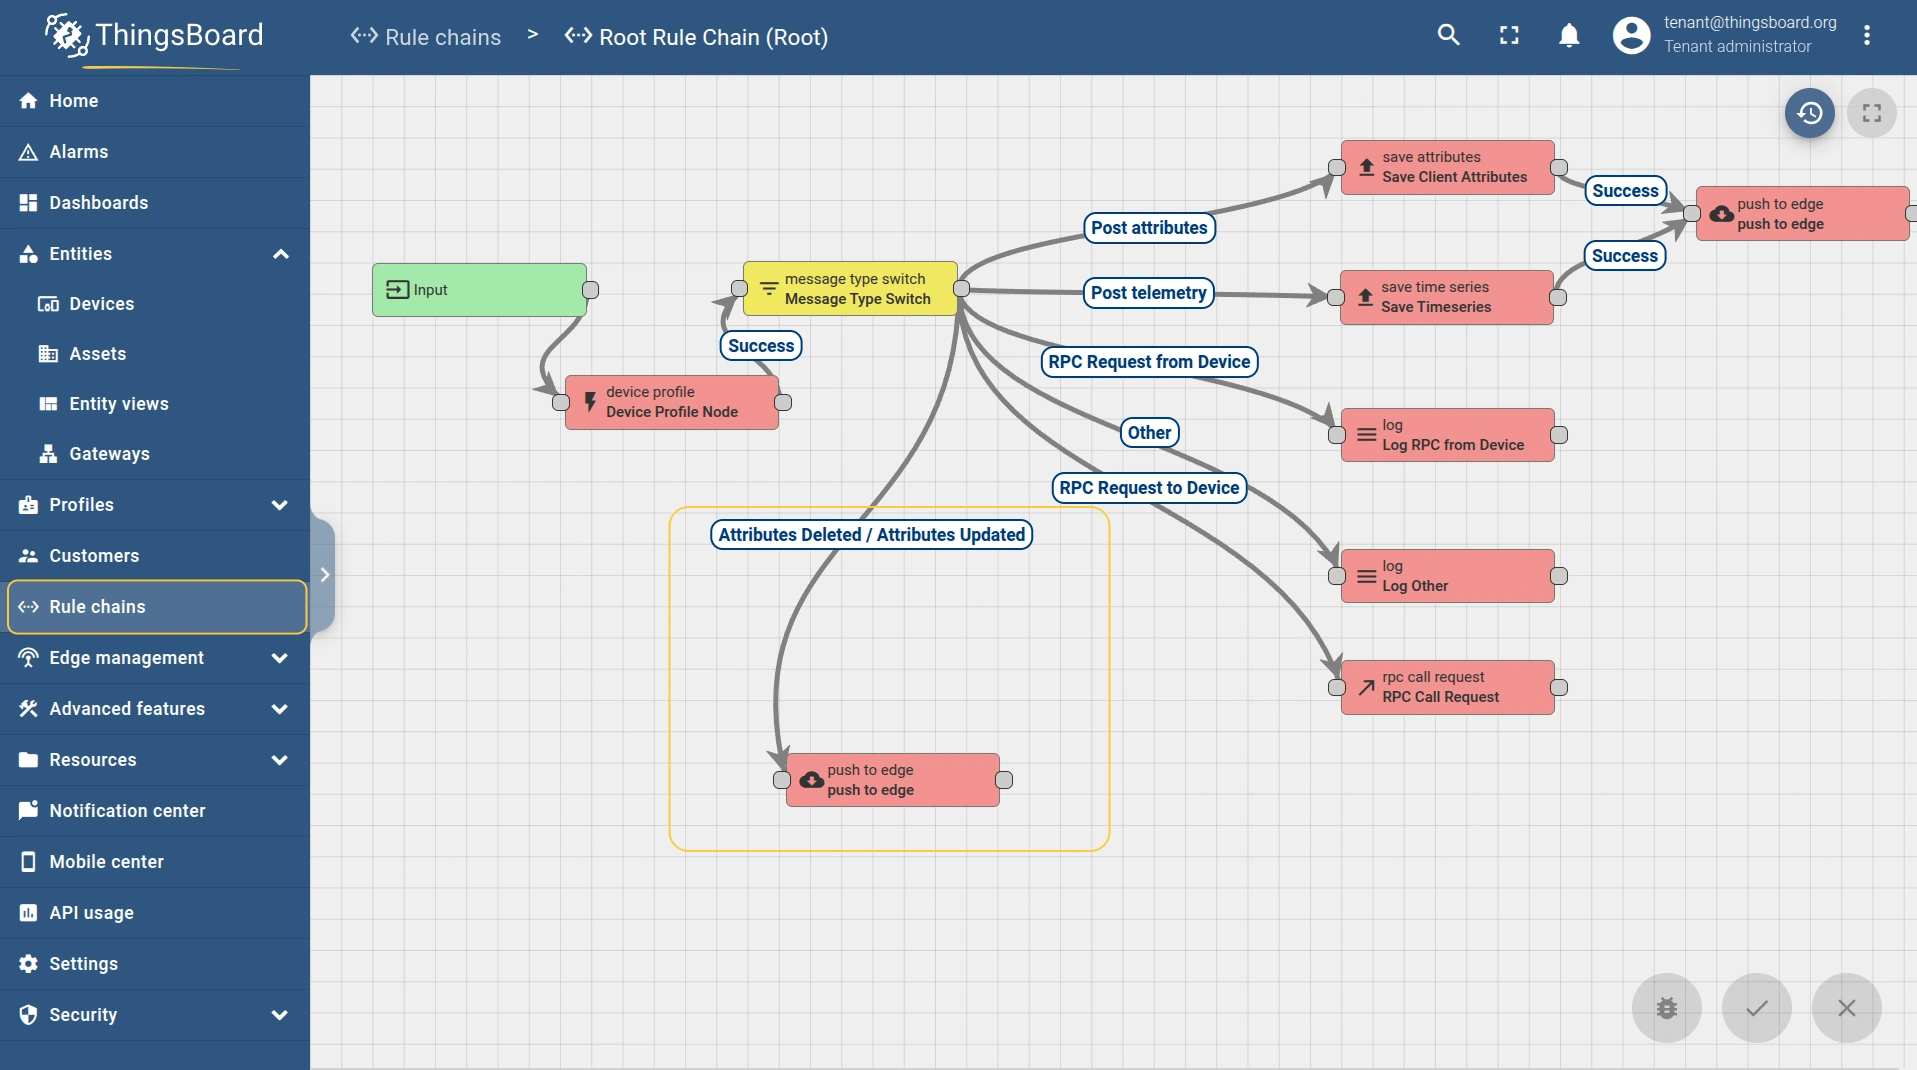 ThingsBoard
Rule chains > Root Rule Chain (Root)
tenant@thingsboard.org
Tenant administrator
Home
Alarms
Dashboards
Entities
Devices
Assets
Entity views
Gateways
Profiles
Customers
Rule chains
Edge management
Advanced features
Resources
Notification center
Mobile center
API usage
Settings
Security
Input
device profile
Device Profile Node
Success
message type switch
Message Type Switch
Post attributes
Post telemetry
RPC Request from Device
Other
RPC Request to Device
Attributes Deleted / Attributes Updated
push to edge
push to edge
save attributes
Save Client Attributes
save time series
Save Timeseries
log
Log RPC from Device
log
Log Other
rpc call request
RPC Call Request
Success
Success
push to edge
push to edge